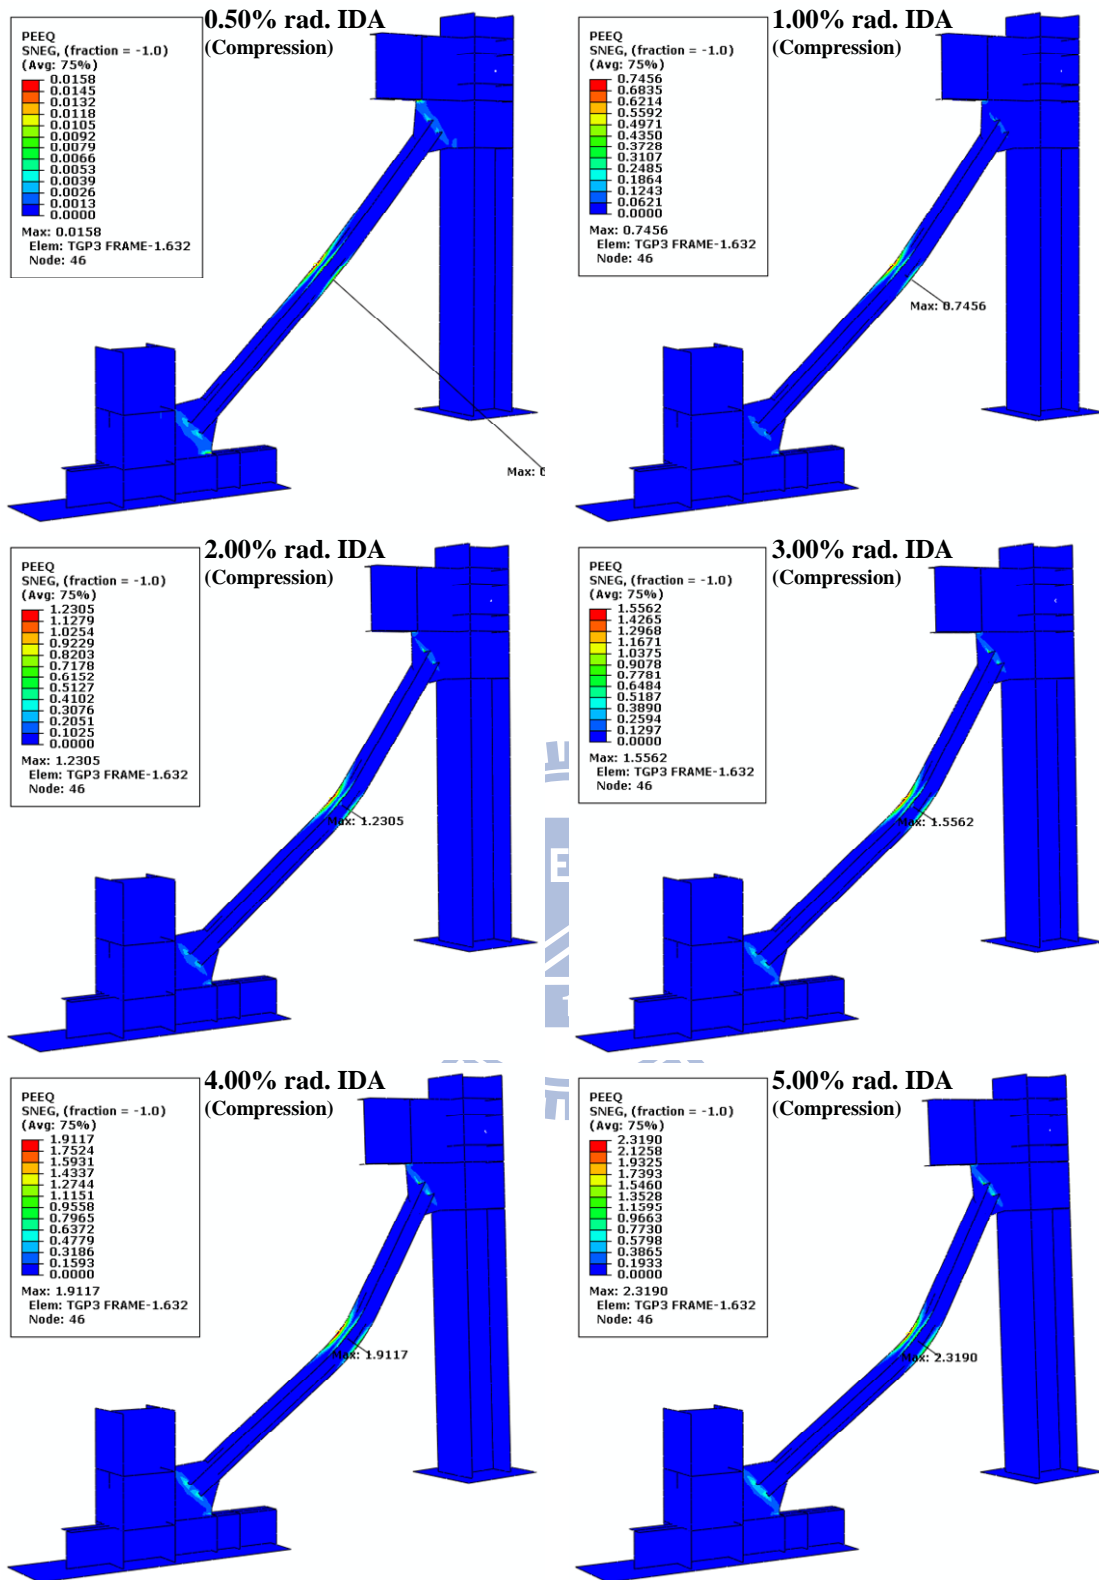 0.50% rad. IDA
(Compression)
PEEQ
SNEG, (fraction = -1.0)
(Avg: 75%)
0.0158
0.0145
0.0132
0.0118
0.0105
0.0092
0.0079
0.0066
0.0053
0.0039
0.0026
0.0013
0.0000
Max: 0.0158
Elem: TGP3 FRAME-1.632
Node: 46
Max:
1.00% rad. IDA
(Compression)
PEEQ
SNEG, (fraction = -1.0)
(Avg: 75%)
0.7456
0.6835
0.6214
0.5592
0.4971
0.4350
0.3728
0.3107
0.2485
0.1864
0.1243
0.0621
0.0000
Max: 0.7456
Elem: TGP3 FRAME-1.632
Node: 46
Max: 0.7456
2.00% rad. IDA
(Compression)
PEEQ
SNEG, (fraction = -1.0)
(Avg: 75%)
1.2305
1.1279
1.0254
0.9229
0.8203
0.7178
0.6152
0.5127
0.4102
0.3076
0.2051
0.1025
0.0000
Max: 1.2305
Elem: TGP3 FRAME-1.632
Node: 46
Max: 1.2305
3.00% rad. IDA
(Compression)
PEEQ
SNEG, (fraction = -1.0)
(Avg: 75%)
1.5562
1.4265
1.2968
1.1671
1.0375
0.9078
0.7781
0.6484
0.5187
0.3890
0.2594
0.1297
0.0000
Max: 1.5562
Elem: TGP3 FRAME-1.632
Node: 46
Max: 1.5562
4.00% rad. IDA
(Compression)
PEEQ
SNEG, (fraction = -1.0)
(Avg: 75%)
1.9117
1.7524
1.5931
1.4337
1.2744
1.1151
0.9558
0.7965
0.6372
0.4779
0.3186
0.1593
0.0000
Max: 1.9117
Elem: TGP3 FRAME-1.632
Node: 46
Max: 1.9117
5.00% rad. IDA
(Compression)
PEEQ
SNEG, (fraction = -1.0)
(Avg: 75%)
2.3190
2.1258
1.9325
1.7393
1.5460
1.3528
1.1595
0.9663
0.7730
0.5798
0.3865
0.1933
0.0000
Max: 2.3190
Elem: TGP3 FRAME-1.632
Node: 46
Max: 2.3190